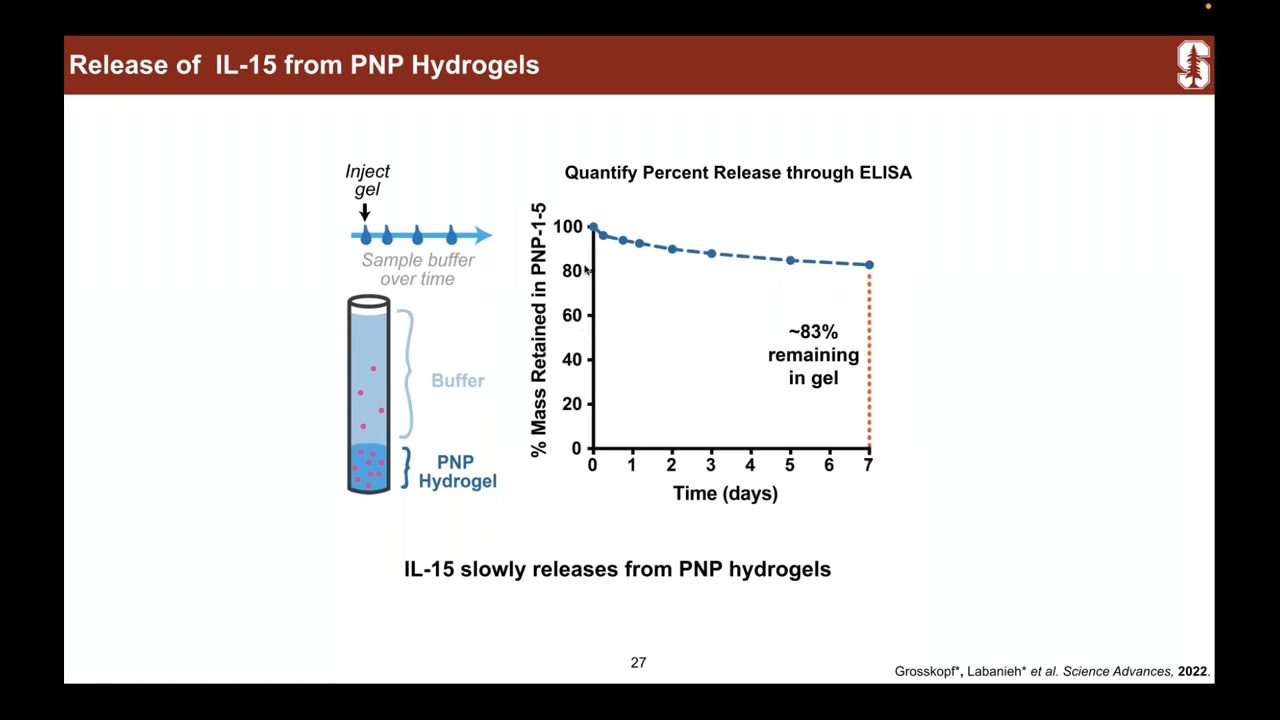 Release of  IL-15 from PNP Hydrogels
S
Inject
gel
Sample buffer
over time
Buffer
PNP
Hydrogel
Quantify Percent Release through ELISA
% Mass Retained in PNP-1-5
100
80
60
40
20
0
0 1 2 3 4 5 6 7
Time (days)
~83%
remaining
in gel
IL-15 slowly releases from PNP hydrogels
27
Grosskopf*, Labanieh* et al. Science Advances, 2022.